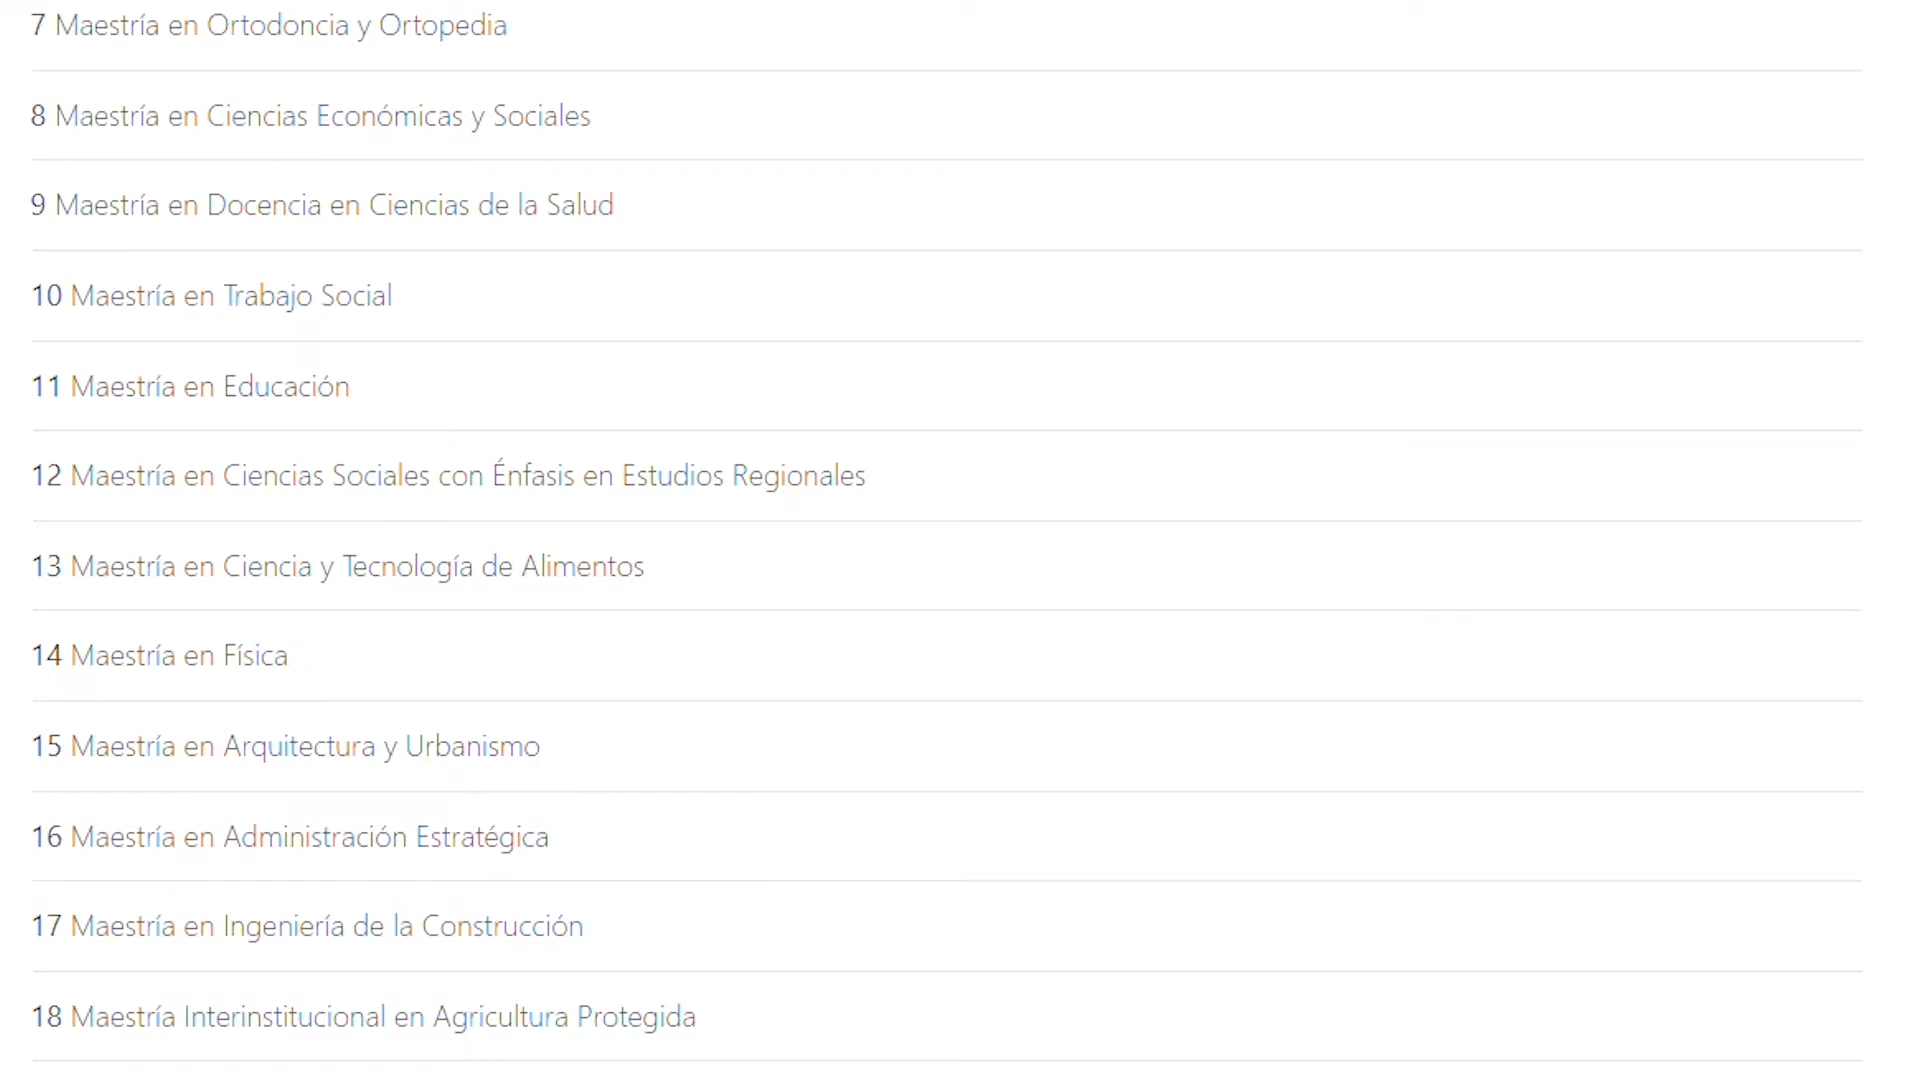 7 Maestría en Ortodoncia y Ortopedia
8 Maestría en Ciencias Económicas y Sociales
9 Maestría en Docencia en Ciencias de la Salud
10 Maestría en Trabajo Social
11 Maestría en Educación
12 Maestría en Ciencias Sociales con Énfasis en Estudios Regionales
13 Maestría en Ciencia y Tecnología de Alimentos
14 Maestría en Física
15 Maestría en Arquitectura y Urbanismo
16 Maestría en Administración Estratégica
17 Maestría en Ingeniería de la Construcción
18 Maestría Interinstitucional en Agricultura Protegida